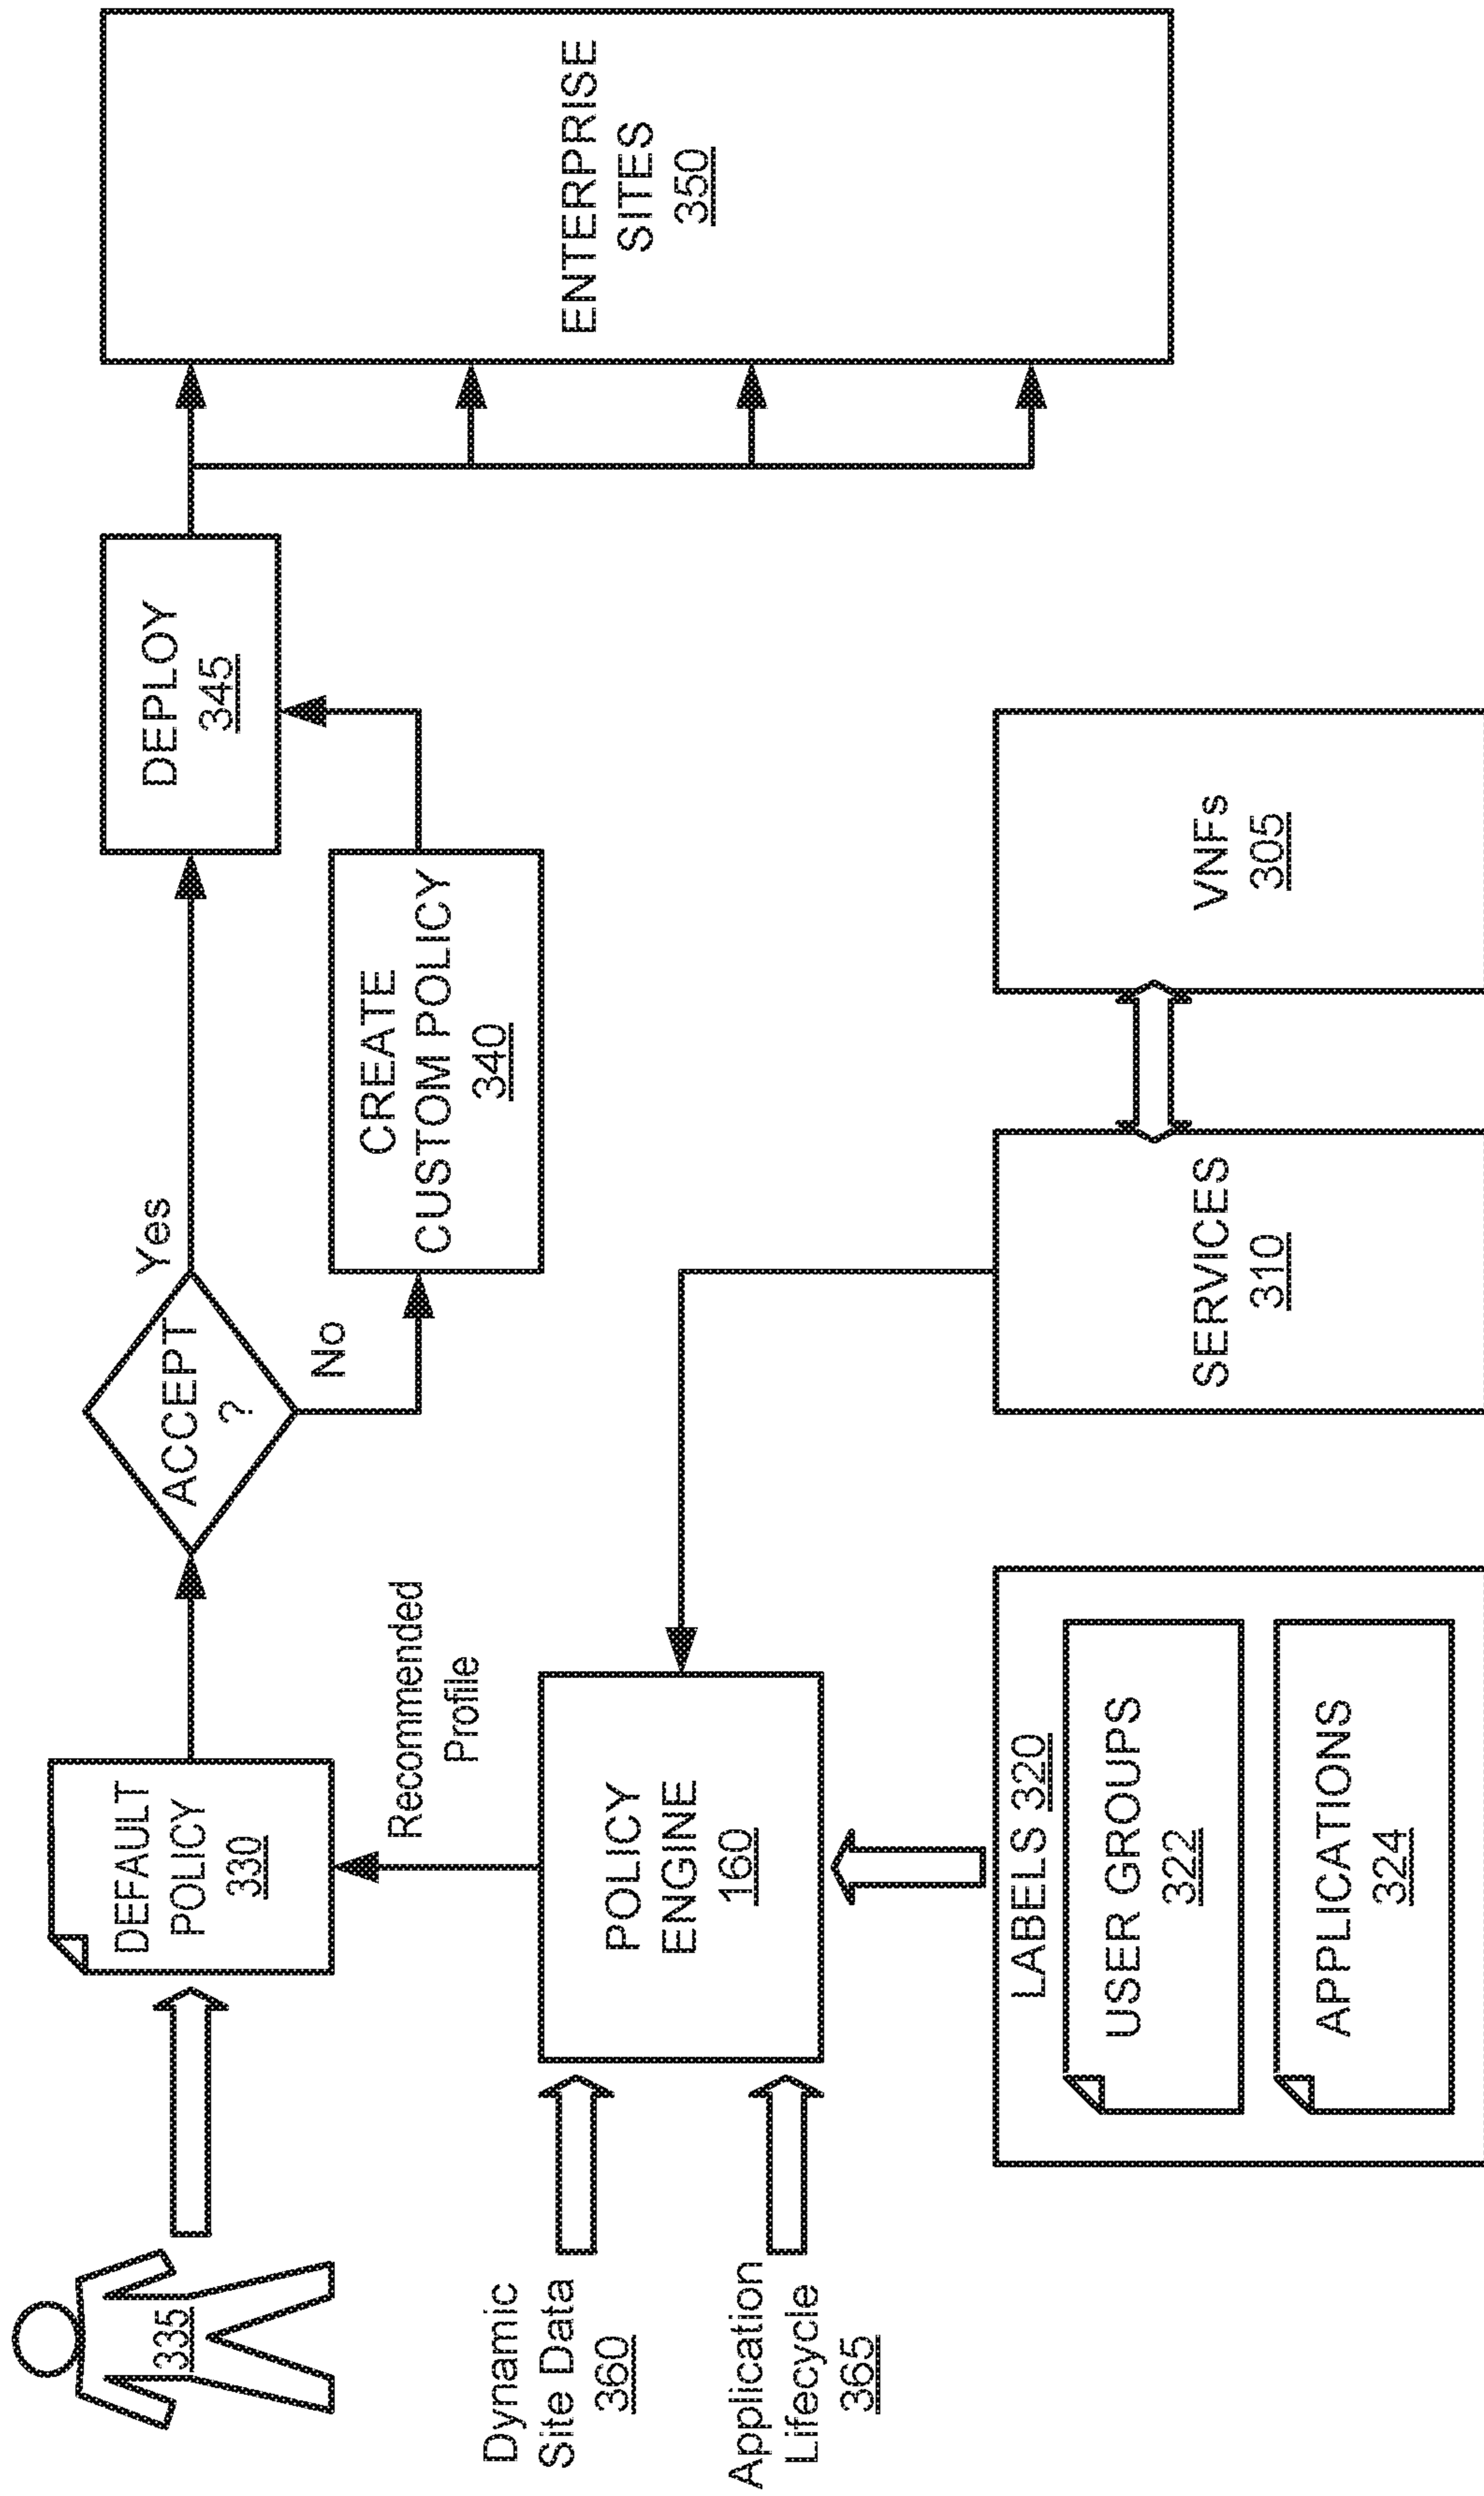 335
DEFAULT
POLICY
330
ACCEPT
?
Yes
No
CREATE
CUSTOM POLICY
340
DEPLOY
345
ENTERPRISE
SITES
350
Recommended
Profile
Dynamic
Site Data
360
Application
Lifecycle
365
POLICY
ENGINE
160
LABELS 320
USER GROUPS
322
APPLICATIONS
324
SERVICES
310
VNFs
305